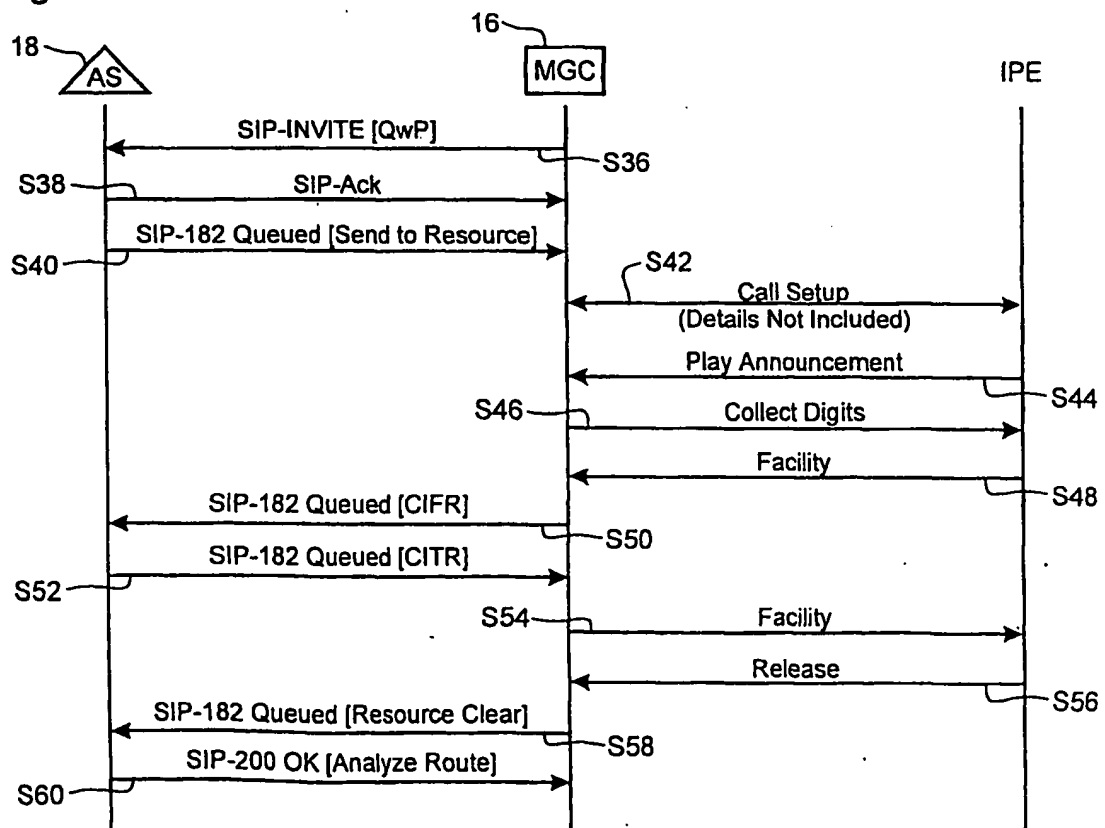 g
16
18
AS
MGC
IPE
SIP-INVITE [QwP]
S36
S38
SIP-Ack
SIP-182 Queued [Send to Resource]
S40
S42
Call Setup
(Details Not Included)
Play Announcement
S44
S46
Collect Digits
Facility
S48
SIP-182 Queued [CIFR]
S50
SIP-182 Queued [CITR]
S52
S54
Facility
Release
S56
SIP-182 Queued [Resource Clear]
S58
SIP-200 OK [Analyze Route]
S60